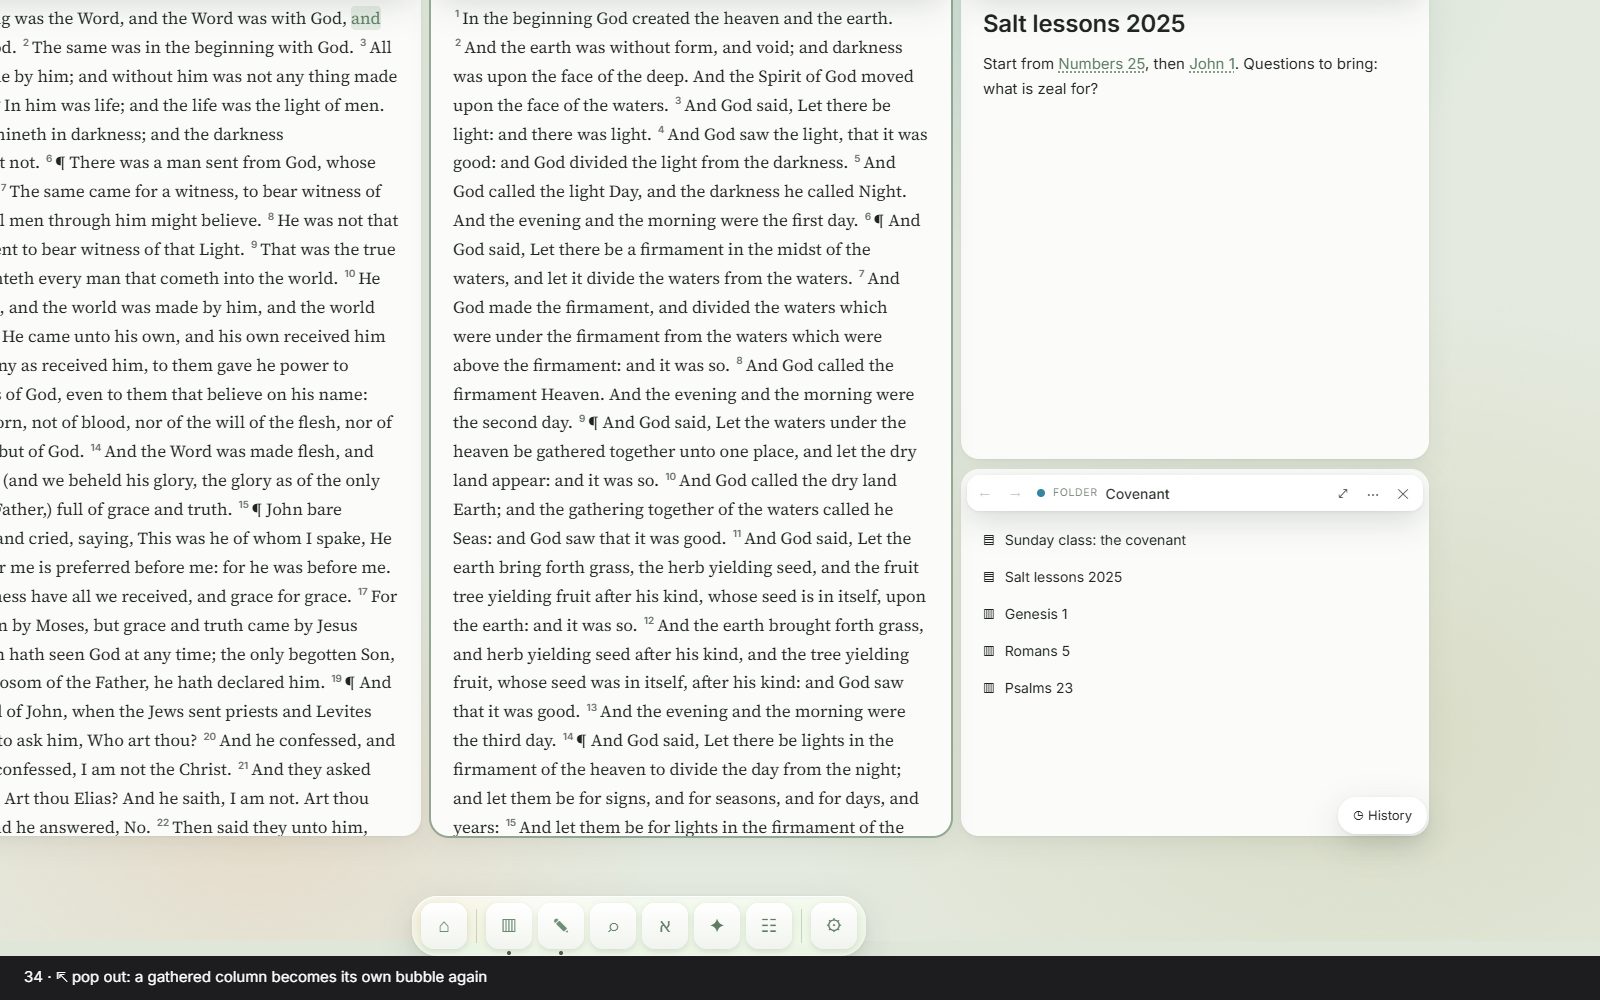 g was the Word, and the Word was with God, and
d. 2 The same was in the beginning with God. 3 All
e by him; and without him was not any thing made
In him was life; and the life was the light of men.
ineth in darkness; and the darkness
t not. 6 ¶ There was a man sent from God, whose
7 The same came for a witness, to bear witness of
l men through him might believe. 8 He was not that
ent to bear witness of that Light. 9 That was the true
teth every man that cometh into the world. 10 He
, and the world was made by him, and the world
He came unto his own, and his own received him
ny as received him, to them gave he power to
s of God, even to them that believe on his name:
orn, not of blood, nor of the will of the flesh, nor of
but of God. 14 And the Word was made flesh, and
(and we beheld his glory, the glory as of the only
Father,) full of grace and truth. 15 ¶ John bare
and cried, saying, This was he of whom I spake, He
r me is preferred before me: for he was before me.
ness have all we received, and grace for grace. 17 For
n by Moses, but grace and truth came by Jesus
n hath seen God at any time; the only begotten Son,
osom of the Father, he hath declared him. 19 ¶ And
l of John, when the Jews sent priests and Levites
to ask him, Who art thou? 20 And he confessed, and
confessed, I am not the Christ. 21 And they asked
Art thou Elias? And he saith, I am not. Art thou
d he answered, No. 22 Then said they unto him,
1 In the beginning God created the heaven and the earth.
2 And the earth was without form, and void; and darkness
was upon the face of the deep. And the Spirit of God moved
upon the face of the waters. 3 And God said, Let there be
light: and there was light. 4 And God saw the light, that it was
good: and God divided the light from the darkness. 5 And
God called the light Day, and the darkness he called Night.
And the evening and the morning were the first day. 6 ¶ And
God said, Let there be a firmament in the midst of the
waters, and let it divide the waters from the waters. 7 And
God made the firmament, and divided the waters which
were under the firmament from the waters which were
above the firmament: and it was so. 8 And God called the
firmament Heaven. And the evening and the morning were
the second day. 9 ¶ And God said, Let the waters under the
heaven be gathered together unto one place, and let the dry
land appear: and it was so. 10 And God called the dry land
Earth; and the gathering together of the waters called he
Seas: and God saw that it was good. 11 And God said, Let the
earth bring forth grass, the herb yielding seed, and the fruit
tree yielding fruit after his kind, whose seed is in itself, upon
the earth: and it was so. 12 And the earth brought forth grass,
and herb yielding seed after his kind, and the tree yielding
fruit, whose seed was in itself, after his kind: and God saw
that it was good. 13 And the evening and the morning were
the third day. 14 ¶ And God said, Let there be lights in the
firmament of the heaven to divide the day from the night;
and let them be for signs, and for seasons, and for days, and
years: 15 And let them be for lights in the firmament of the
Salt lessons 2025
Start from Numbers 25, then John 1. Questions to bring:
what is zeal for?
← → FOLDER Covenant
Sunday class: the covenant
Salt lessons 2025
Genesis 1
Romans 5
Psalms 23
History
א
34 · ↖ pop out: a gathered column becomes its own bubble again